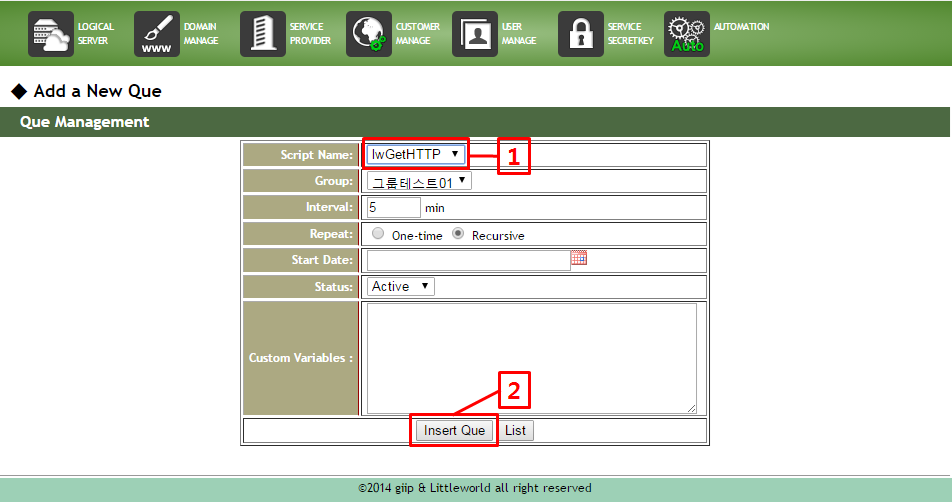 LOGICAL
SERVER
www
DOMAIN
MANAGE
SERVICE
PROVIDER
CUSTOMER
MANAGE
USER
MANAGE
SERVICE
SECRETKEY
Auto
AUTOMATION
◆ Add a New Que
Que Management
Script Name: lwGetHTTP 1
Group: 그룹테스트01
Interval: 5 min
Repeat: One-time Recursive
Start Date:
Status: Active
Custom Variables :
2
Insert Que List
©2014 giip & Littleworld all right reserved